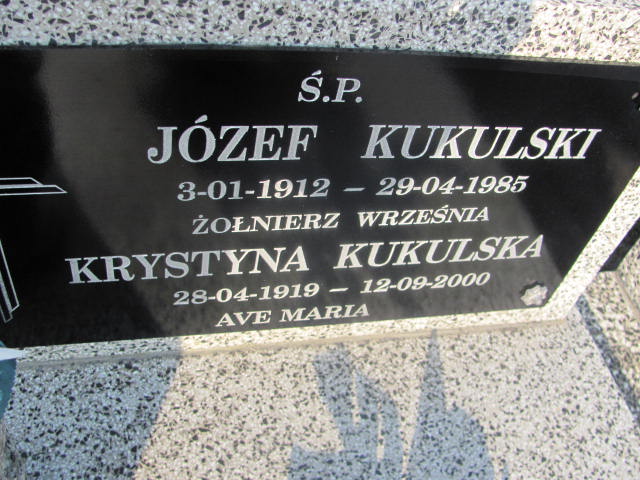 Ś.P.
JÓZEF KUKULSKI
3-01-1912 – 29-04-1985
ŻOŁNIERZ WRZEŚNIA
KRYSTYNA KUKULSKA
28-04-1919 – 12-09-2000
AVE MARIA